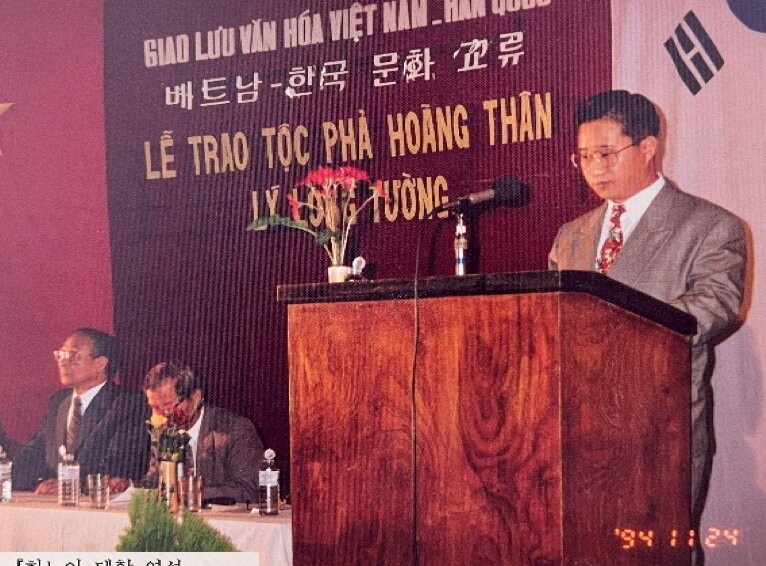 GIAO LƯU VĂN HÓA VIỆT NAM - HÀN QUỐC
베트남-한국 문화 교류
LỄ TRAO TỘC PHẢ HOÀNG THÂN
LÝ LONG TƯỜNG
'94 11 24